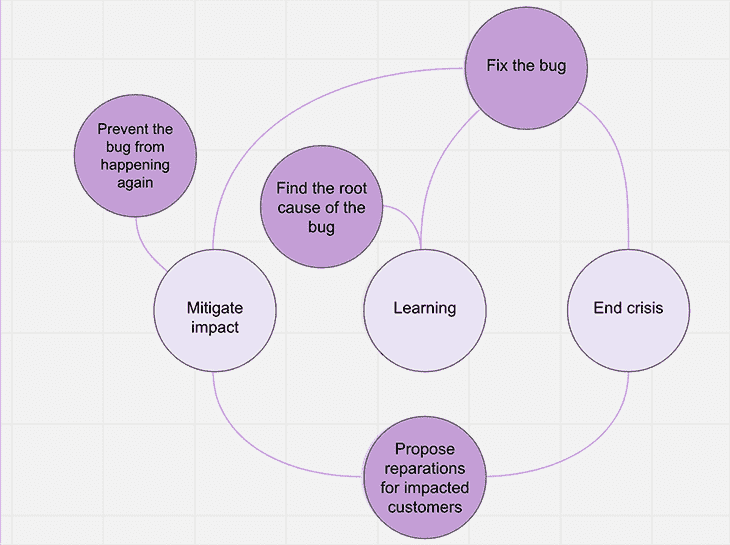 Fix the bug
Prevent the
bug from
happening
again
Find the root
cause of the
bug
Mitigate
impact
Learning
End crisis
Propose
reparations
for impacted
customers